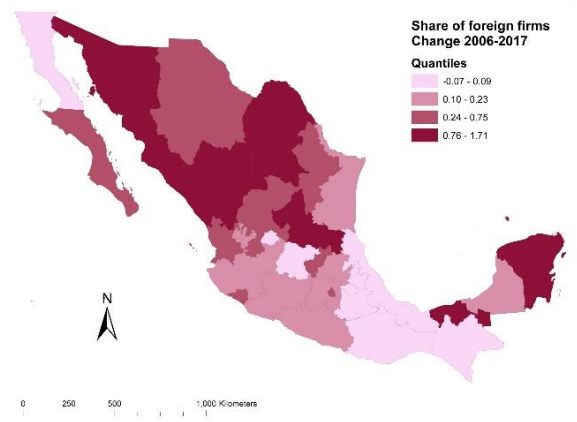 Share of foreign firms
Change 2006-2017
Quantiles
-0.07 - 0.09
0.10 - 0.23
0.24 - 0.75
0.76 - 1.71
N
0 250 500 1,000 Kilometers